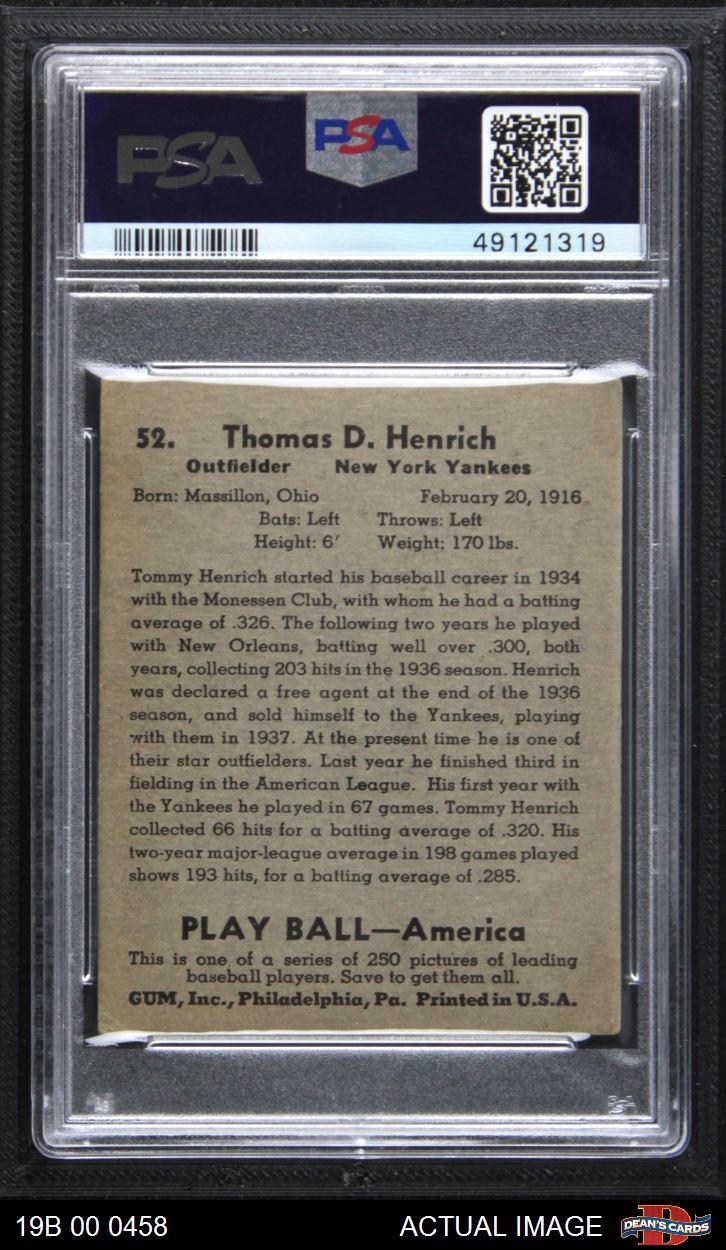 PSA
PSA
49121319
52. Thomas D. Henrich
Outfielder New York Yankees
Born: Massillon, Ohio February 20, 1916
Bats: Left Throws: Left
Height: 6′ Weight: 170 lbs.
Tommy Henrich started his baseball career in 1934
with the Monessen Club, with whom he had a batting
average of .326. The following two years he played
with New Orleans, batting well over .300, both
years, collecting 203 hits in the 1936 season. Henrich
was declared a free agent at the end of the 1936
season, and sold himself to the Yankees, playing
with them in 1937. At the present time he is one of
their star outfielders. Last year he finished third in
fielding in the American League. His first year with
the Yankees he played in 67 games. Tommy Henrich
collected 66 hits for a batting average of .320. His
two-year major-league average in 198 games played
shows 193 hits, for a batting average of .285.
PLAY BALL—America
This is one of a series of 250 pictures of leading
baseball players. Save to get them all.
GUM, Inc., Philadelphia, Pa. Printed in U.S.A.
19B 00 0458 ACTUAL IMAGE DEAN'S CARDS